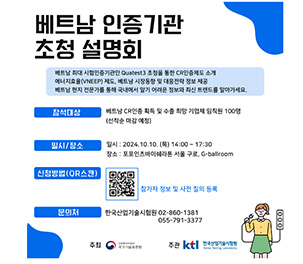 베트남 인증기관
초청 설명회
베트남 최대 시험인증기관인 Quatest3 초청을 통한 CR인증제도 소개
에너지효율(VNEEP) 제도, 베트남 시장동향 및 대응전략 정보 제공
베트남 현지 전문가를 통해 국내에서 알기 어려운 정보와 최신 트렌드를 알아가세요.
참석대상
베트남 CR인증 획득 및 수출 희망 기업체 임직원 100명
(선착순 마감 예정)
일시/장소
일시 : 2024.10.10. (목) 14:00 ~ 17:30
장소 : 포포인츠바이쉐라톤 서울 구로, G-ballroom
신청방법(QR스캔)
참가자 정보 및 사전 질의 등록
문의처
한국산업기술시험원 02-860-1381
055-791-3377
주최
국가기술표준원
주관
ktl 한국산업기술시험원